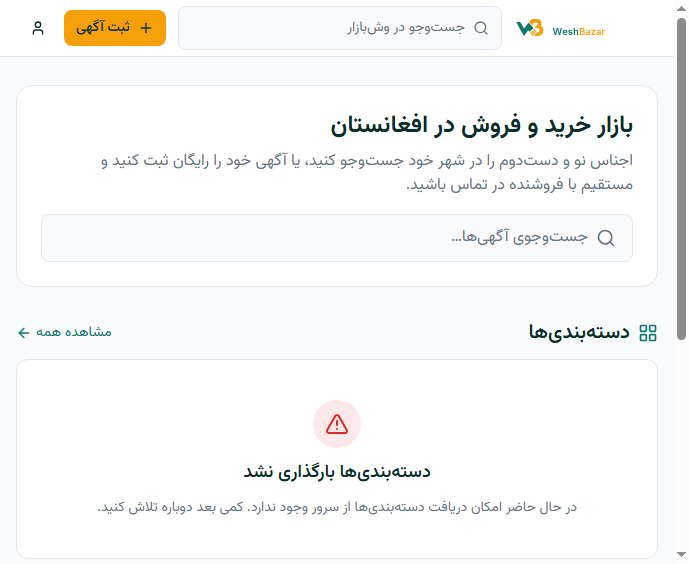 WeshBazar
جست‌وجو در وش‌بازار
ثبت آگهی
بازار خرید و فروش در افغانستان
اجناس نو و دست‌دوم را در شهر خود جست‌وجو کنید، یا آگهی خود را رایگان ثبت کنید و
مستقیم با فروشنده در تماس باشید.
جست‌وجوی آگهی‌ها...
دسته‌بندی‌ها
مشاهده همه
دسته‌بندی‌ها بارگذاری نشد
در حال حاضر امکان دریافت دسته‌بندی‌ها از سرور وجود ندارد. کمی بعد دوباره تلاش کنید.